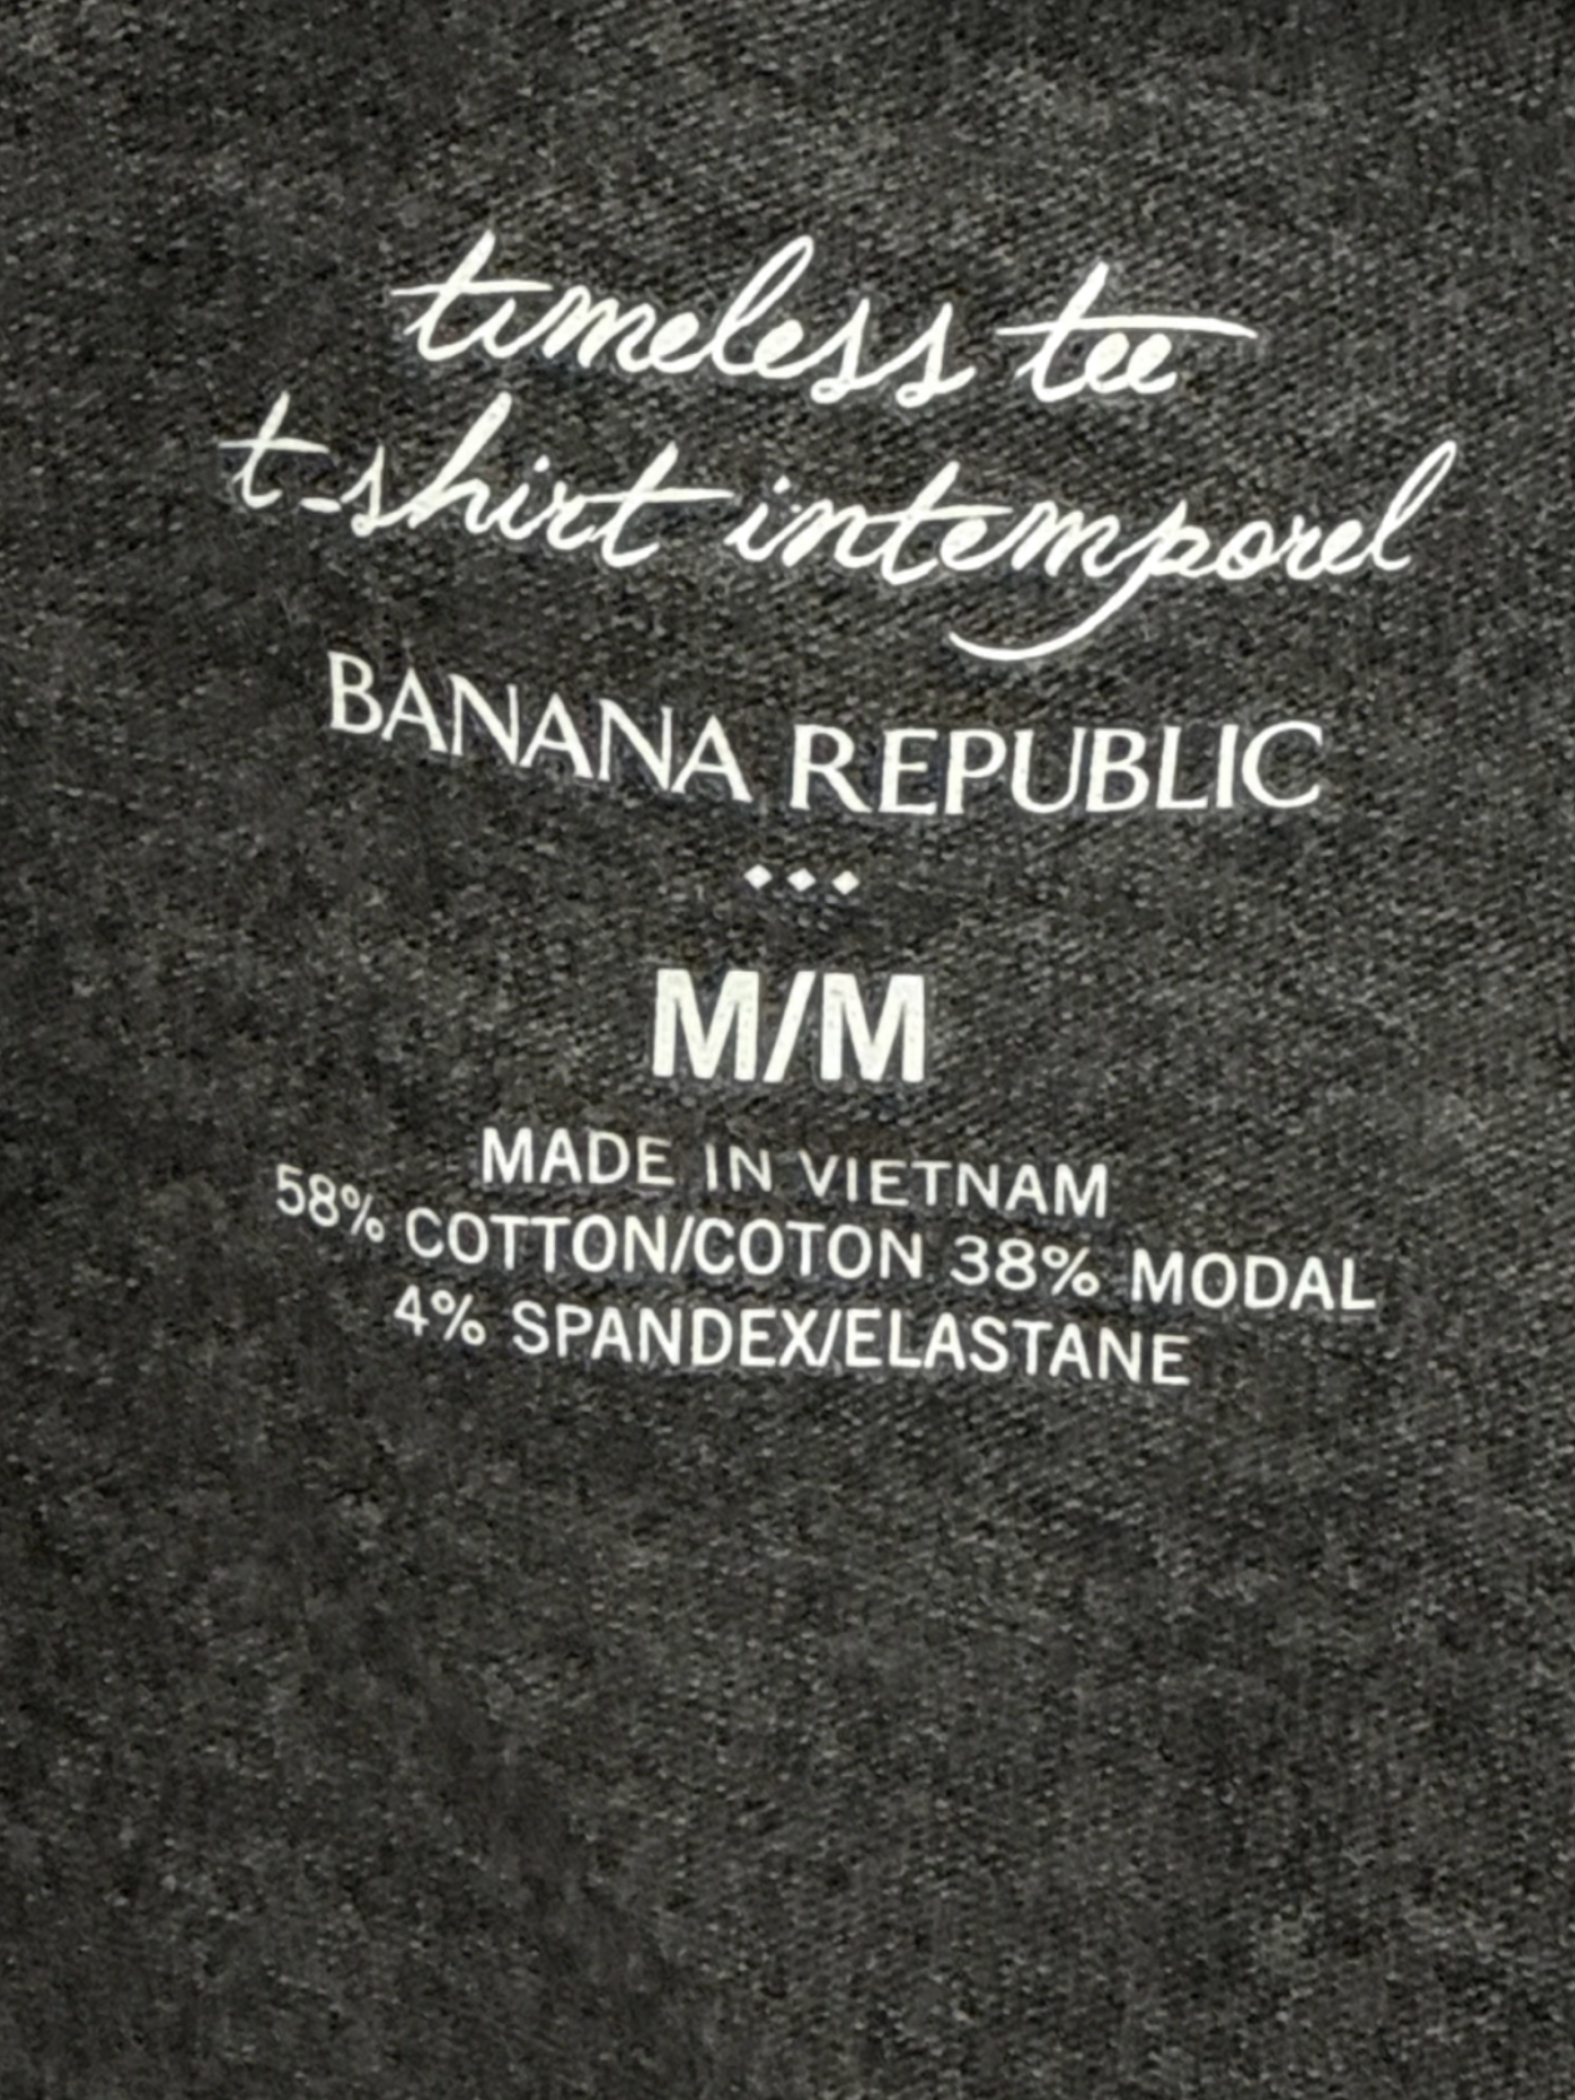 timeless tee
t-shirt intemporel
BANANA REPUBLIC
M/M
MADE IN VIETNAM
58% COTTON/COTON 38% MODAL
4% SPANDEX/ELASTANE